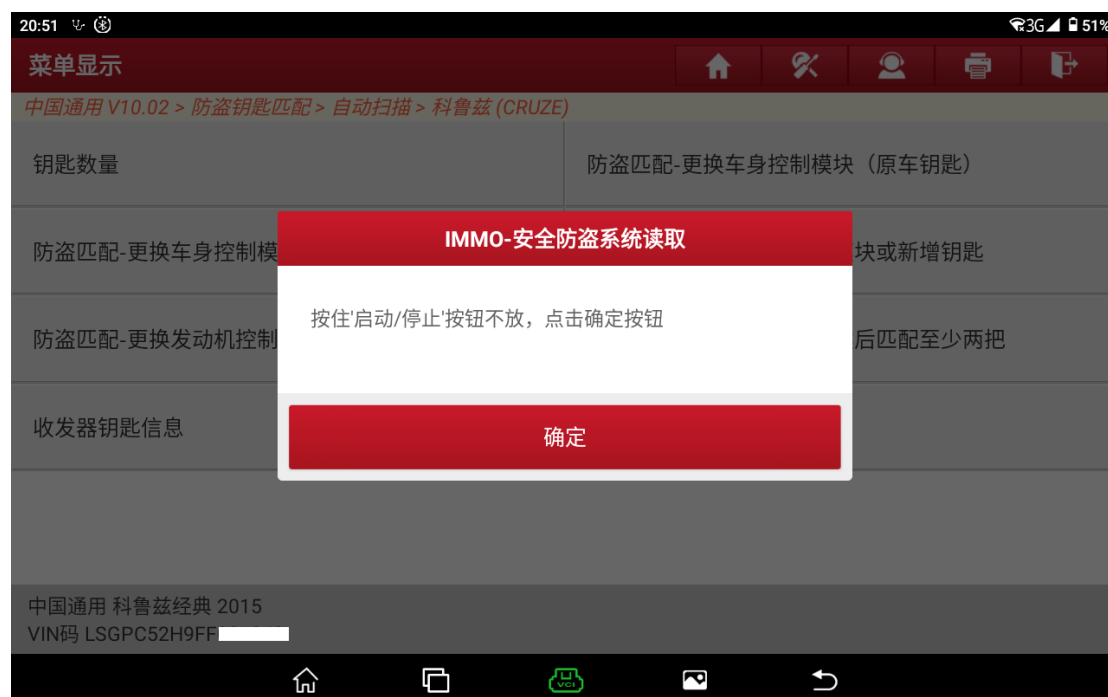 20:51
3G 51%
菜单显示
中国通用 V10.02 > 防盗钥匙匹配 > 自动扫描 > 科鲁兹 (CRUZE)
钥匙数量
防盗匹配-更换车身控制模块（原车钥匙）
防盗匹配-更换车身控制模
块或新增钥匙
防盗匹配-更换发动机控制
后匹配至少两把
收发器钥匙信息
IMMO-安全防盗系统读取
按住'启动/停止'按钮不放，点击确定按钮
确定
中国通用 科鲁兹经典 2015
VIN码 LSGPC52H9FF
VCI